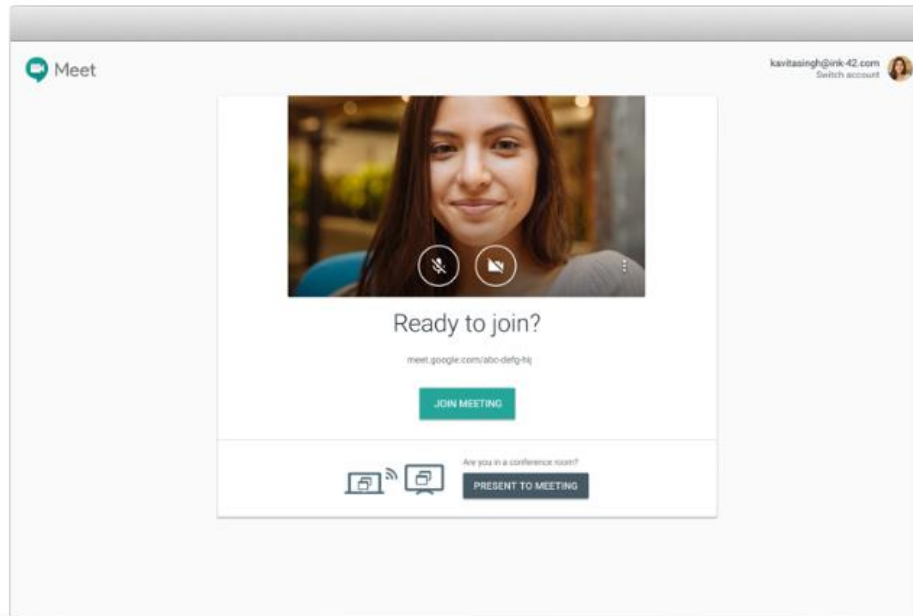 Meet
kavitasingh@ink-42.com
Switch account
Ready to join?
meet.google.com/abc-defg-hij
JOIN MEETING
Are you in a conference room?
PRESENT TO MEETING